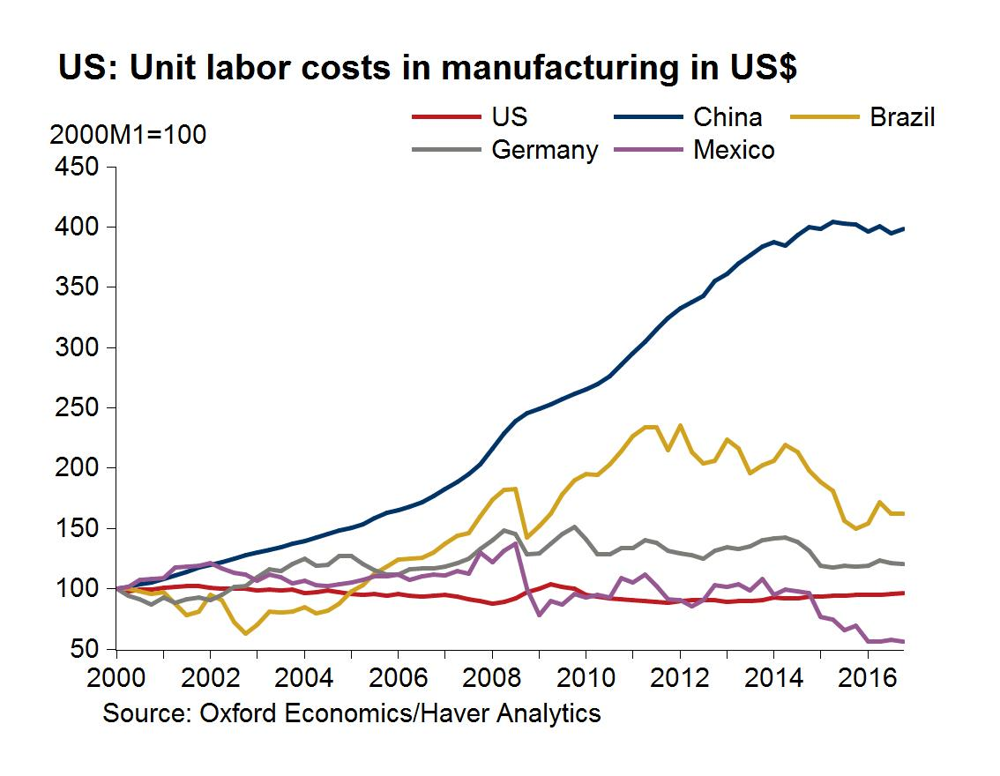 US: Unit labor costs in manufacturing in US$
US China Brazil
2000M1=100
Germany Mexico
450
400
350
300
250
200
150
100
50
2000 2002 2004 2006 2008 2010 2012 2014 2016
Source: Oxford Economics/Haver Analytics